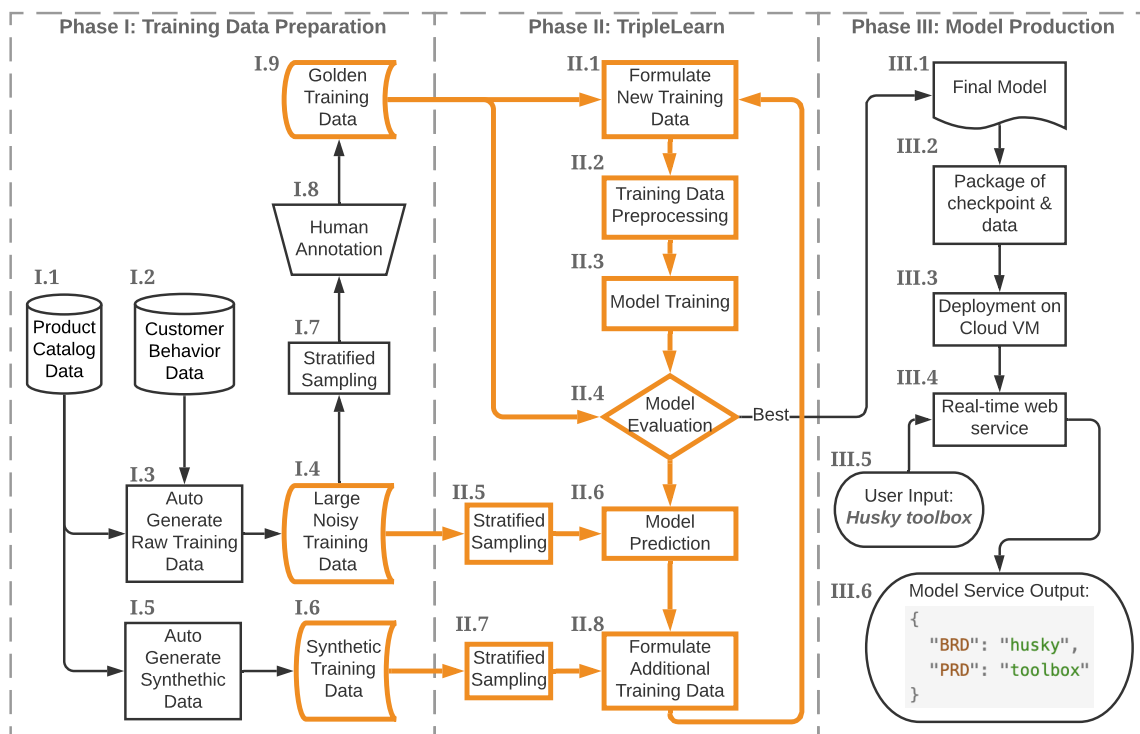 Phase I: Training Data Preparation
I.9
Golden
Training
Data
I.8
Human
Annotation
I.1
Product
Catalog
Data
I.2
Customer
Behavior
Data
I.7
Stratified
Sampling
I.3
Auto
Generate
Raw Training
Data
I.4
Large
Noisy
Training
Data
I.5
Auto
Generate
Synthethic
Data
I.6
Synthetic
Training
Data
Phase II: TripleLearn
II.1
Formulate
New Training
Data
II.2
Training Data
Preprocessing
II.3
Model Training
II.4
Model
Evaluation
Best
II.5
Stratified
Sampling
II.6
Model
Prediction
II.7
Stratified
Sampling
II.8
Formulate
Additional
Training Data
Phase III: Model Production
III.1
Final Model
III.2
Package of
checkpoint &
data
III.3
Deployment on
Cloud VM
III.4
Real-time web
service
III.5
User Input:
Husky toolbox
III.6
Model Service Output:
{
"BRD": "husky",
"PRD": "toolbox"
}